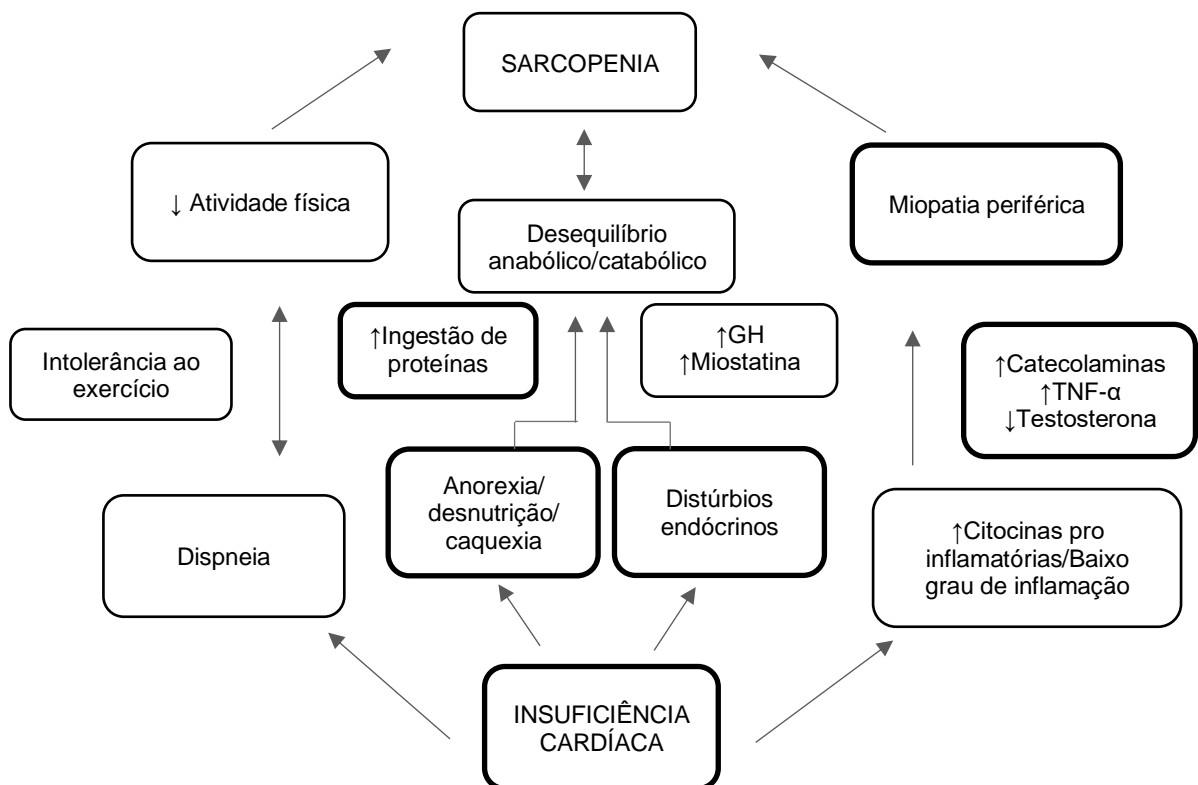 SARCOPENIA
↓ Atividade física
Miopatia periférica
Desequilíbrio
anabólico/catabólico
Intolerância ao
exercício
↑Ingestão de
proteínas
↑GH
↑Miostatina
↑Catecolaminas
↑TNF-α
↓Testosterona
Dispneia
Anorexia/
desnutrição/
caquexia
Distúrbios
endócrinos
↑Citocinas pro
inflamatórias/Baixo
grau de inflamação
INSUFICIÊNCIA
CARDÍACA